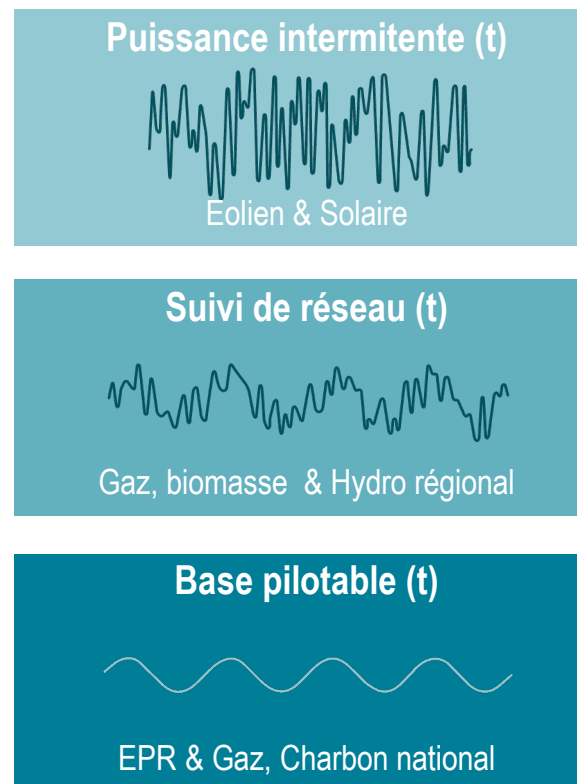 Puissance intermitente (t)
Eolien & Solaire
Suivi de réseau (t)
Gaz, biomasse & Hydro régional
Base pilotable (t)
EPR & Gaz, Charbon national